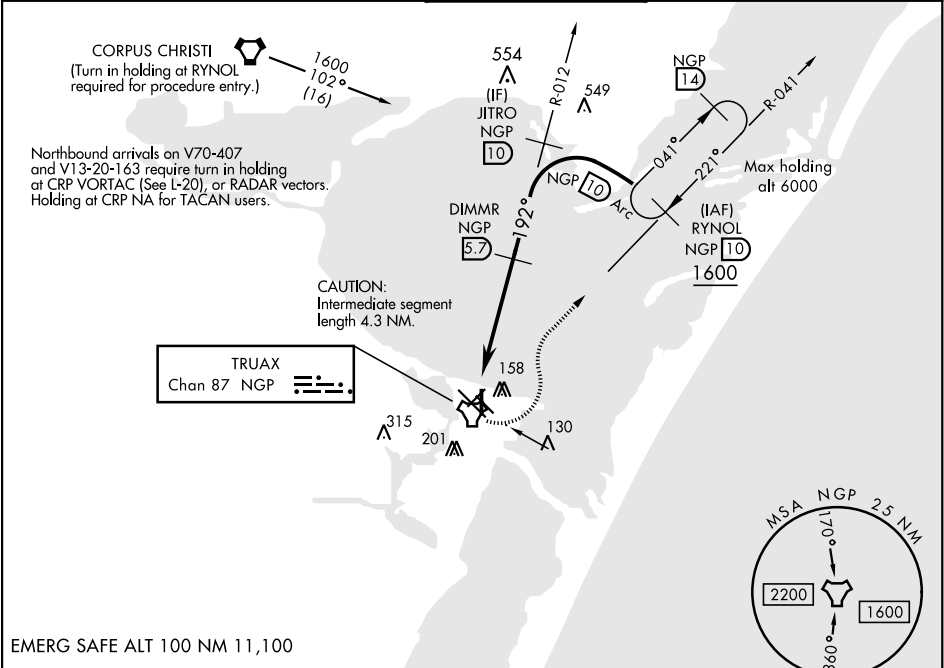 CORPUS CHRISTI
(Turn in holding at RYNOL
required for procedure entry.)
1600
102°
(16)
Northbound arrivals on V70-407
and V13-20-163 require turn in holding
at CRP VORTAC (See L-20), or RADAR vectors.
Holding at CRP NA for TACAN users.
554
(IF)
JITRO
NGP
10
R-012
549
NGP
14
R-041
041°
221°
Max holding
alt 6000
NGP 10 Arc
(IAF)
RYNOL
NGP 10
1600
DIMMR
NGP
5.7
192°
CAUTION:
Intermediate segment
length 4.3 NM.
TRUAX
Chan 87 NGP
158
315
201
130
MSA NGP 25 NM
170°
2200
1600
098°
EMERG SAFE ALT 100 NM 11,100